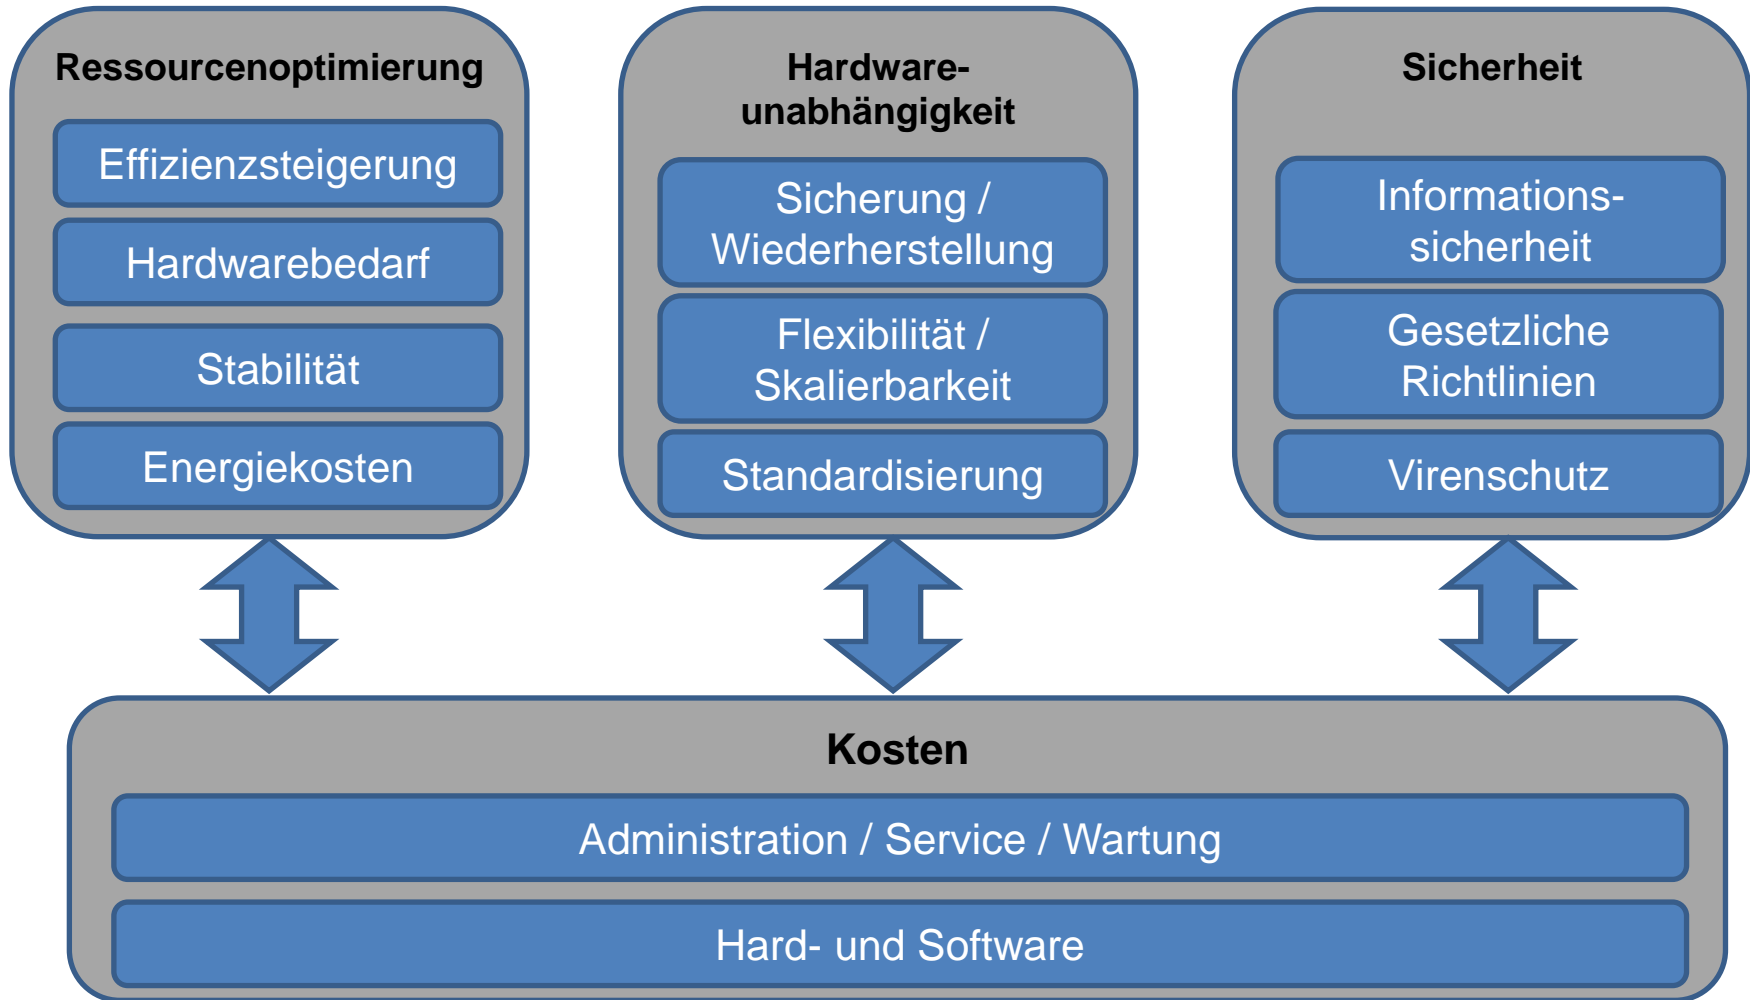 Ressourcenoptimierung
Effizienzsteigerung
Hardwarebedarf
Stabilität
Energiekosten
Hardware-
unabhängigkeit
Sicherung /
Wiederherstellung
Flexibilität /
Skalierbarkeit
Standardisierung
Sicherheit
Informations-
sicherheit
Gesetzliche
Richtlinien
Virenschutz
Kosten
Administration / Service / Wartung
Hard- und Software